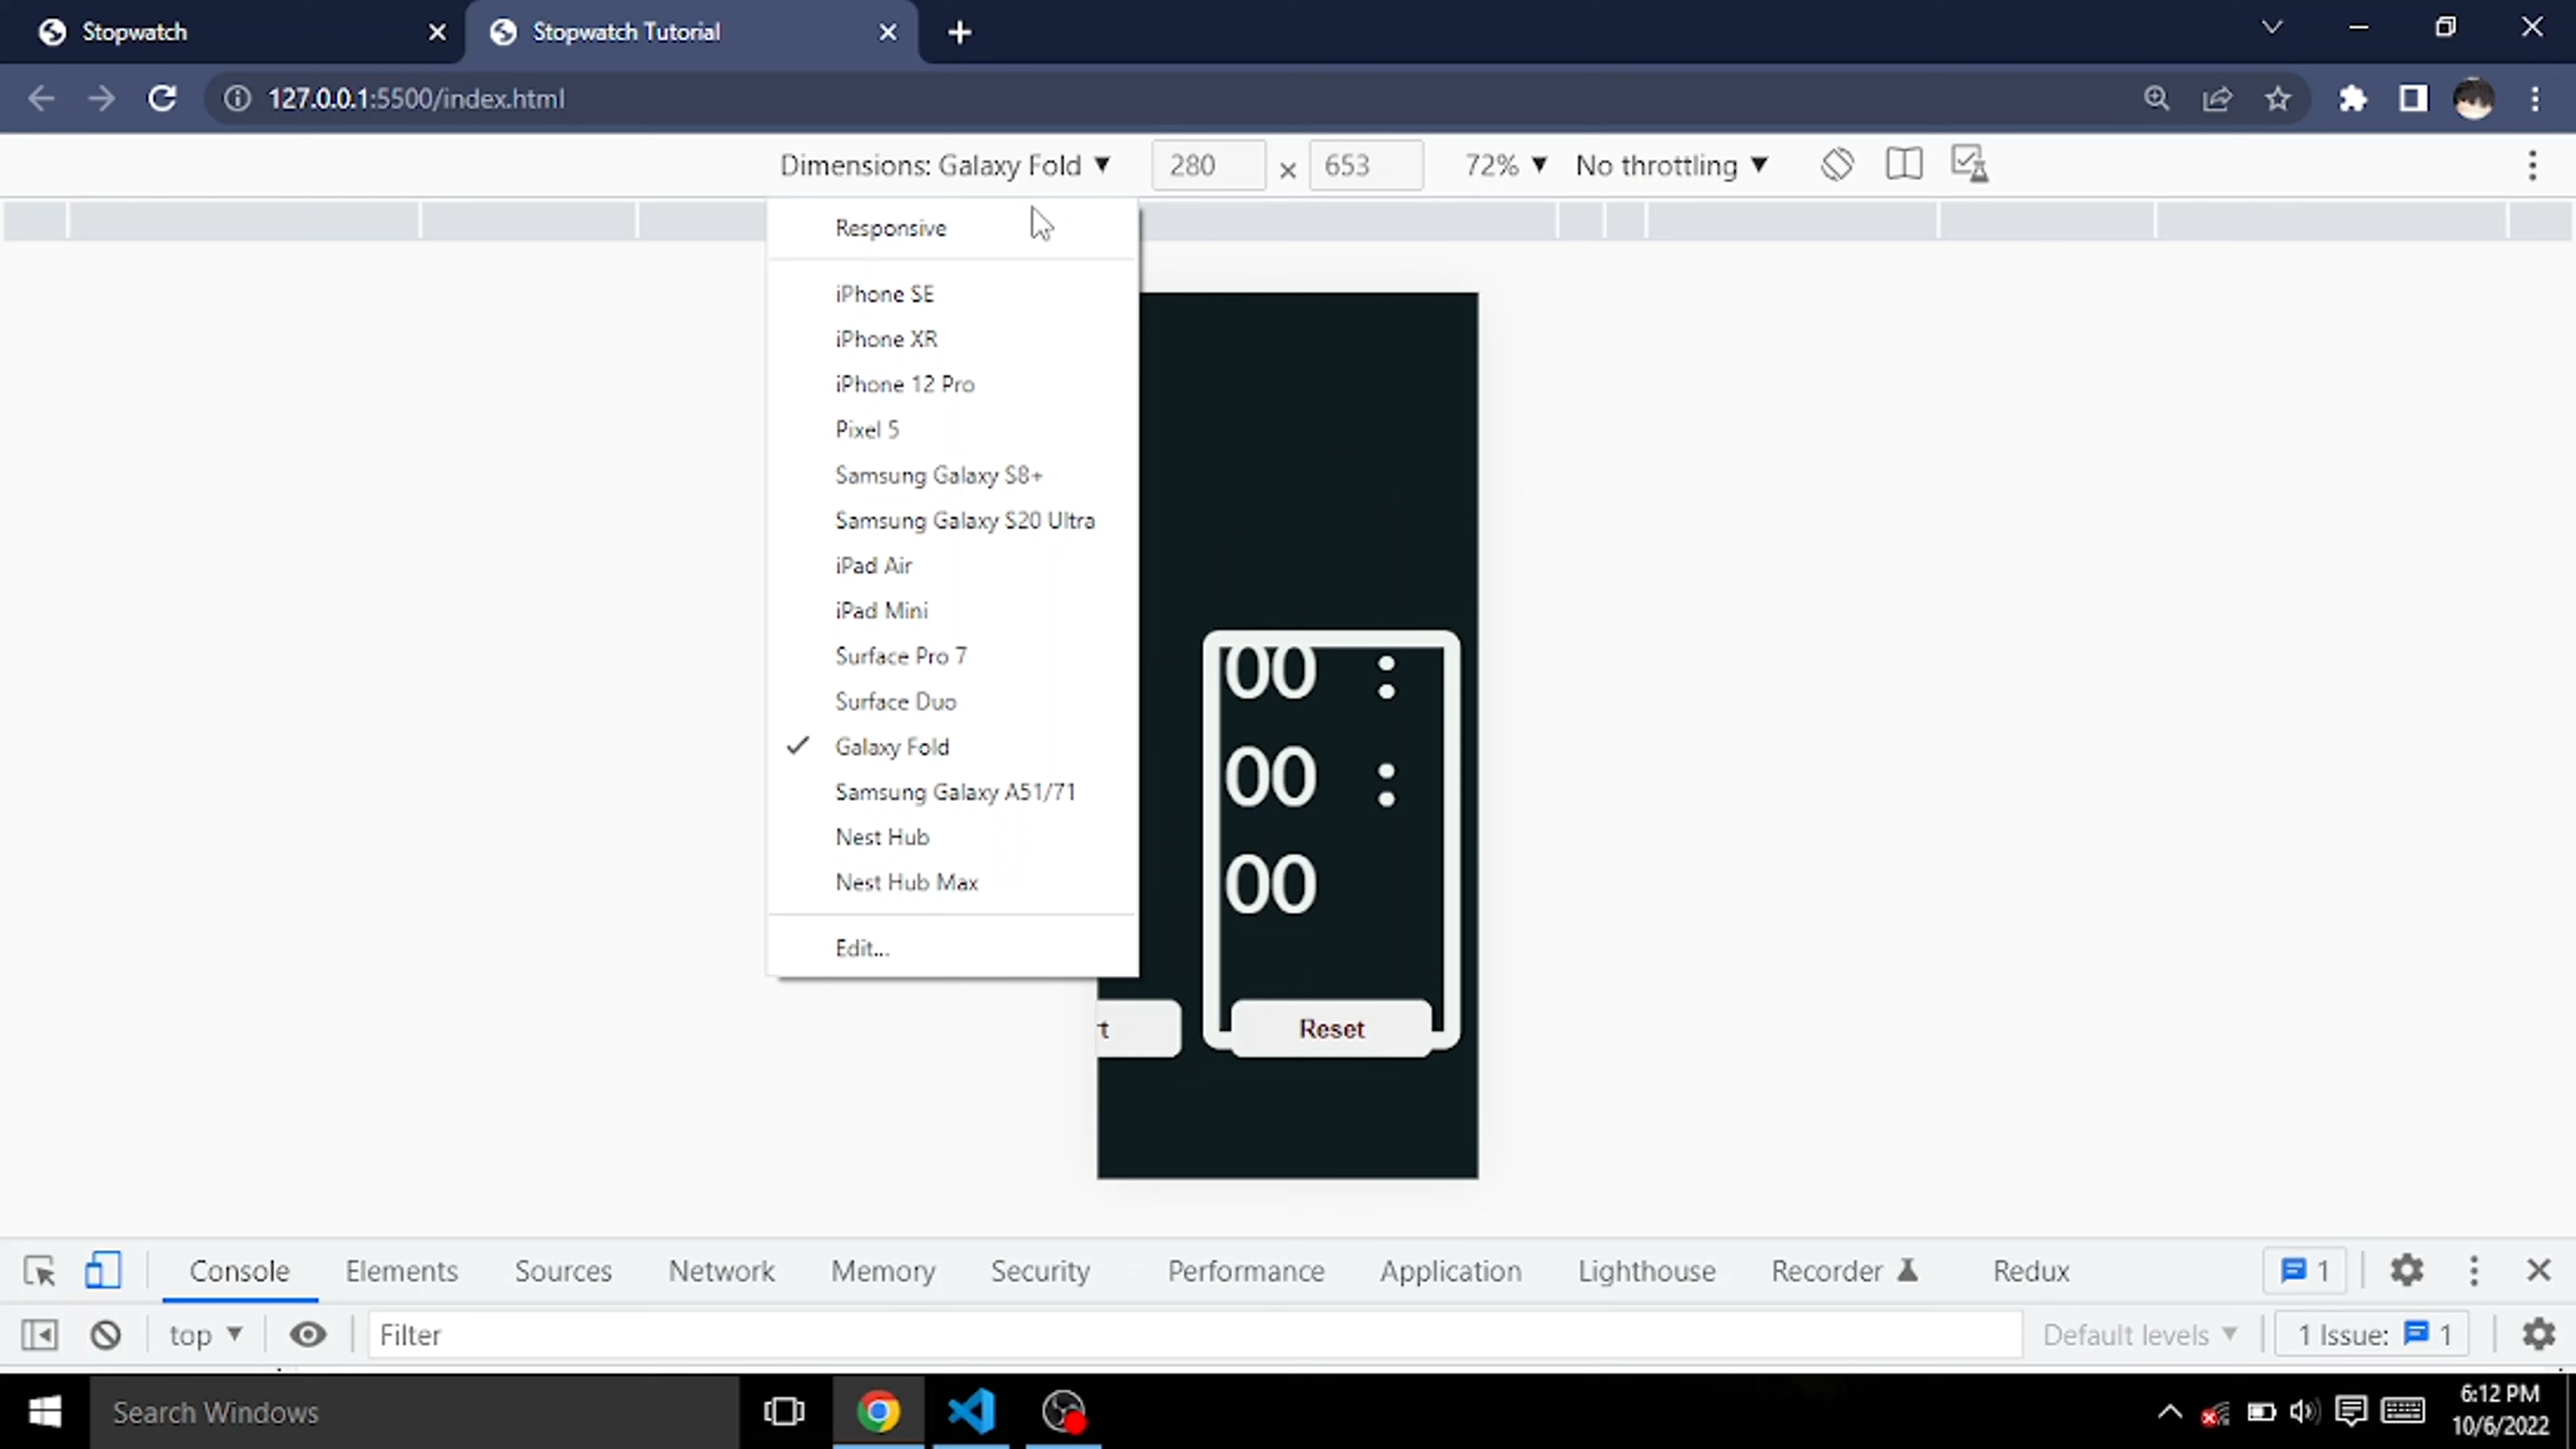 Stopwatch
Stopwatch Tutorial
127.0.0.1:5500/index.html
Dimensions: Galaxy Fold ▼ 280 × 653 72% ▼ No throttling ▼
Responsive
iPhone SE
iPhone XR
iPhone 12 Pro
Pixel 5
Samsung Galaxy S8+
Samsung Galaxy S20 Ultra
iPad Air
iPad Mini
Surface Pro 7
Surface Duo
Galaxy Fold
Samsung Galaxy A51/71
Nest Hub
Nest Hub Max
Edit...
00 :
00 :
00
rt Reset
Console Elements Sources Network Memory Security Performance Application Lighthouse Recorder Redux 1
top ▼ Filter Default levels ▼ 1 Issue: 1
Search Windows
6:12 PM
10/6/2022